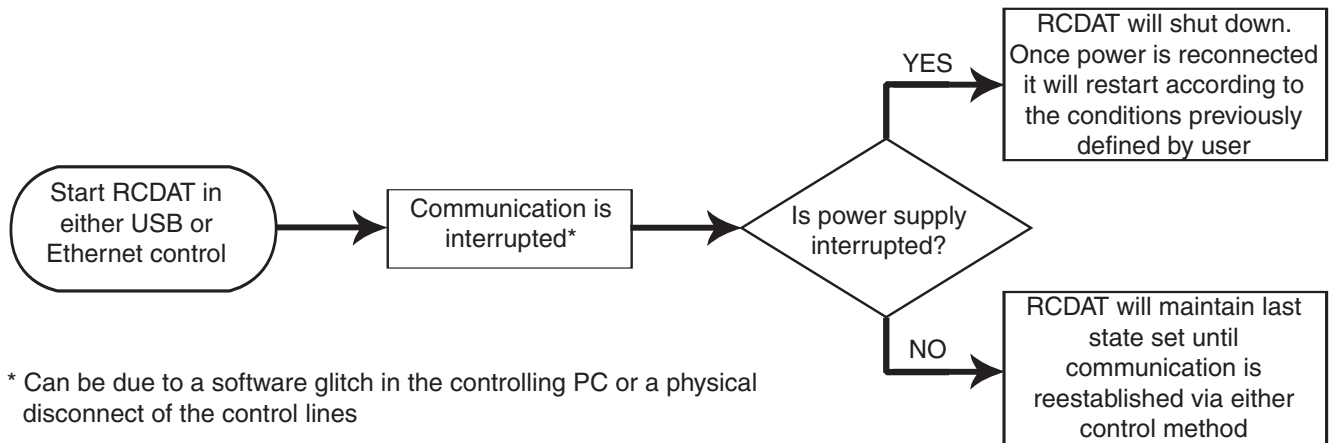 Start RCDAT in
either USB or
Ethernet control
Communication is
interrupted*
Is power supply
interrupted?
YES
RCDAT will shut down.
Once power is reconnected
it will restart according to
the conditions previously
defined by user
NO
RCDAT will maintain last
state set until
communication is
reestablished via either
control method
* Can be due to a software glitch in the controlling PC or a physical
disconnect of the control lines